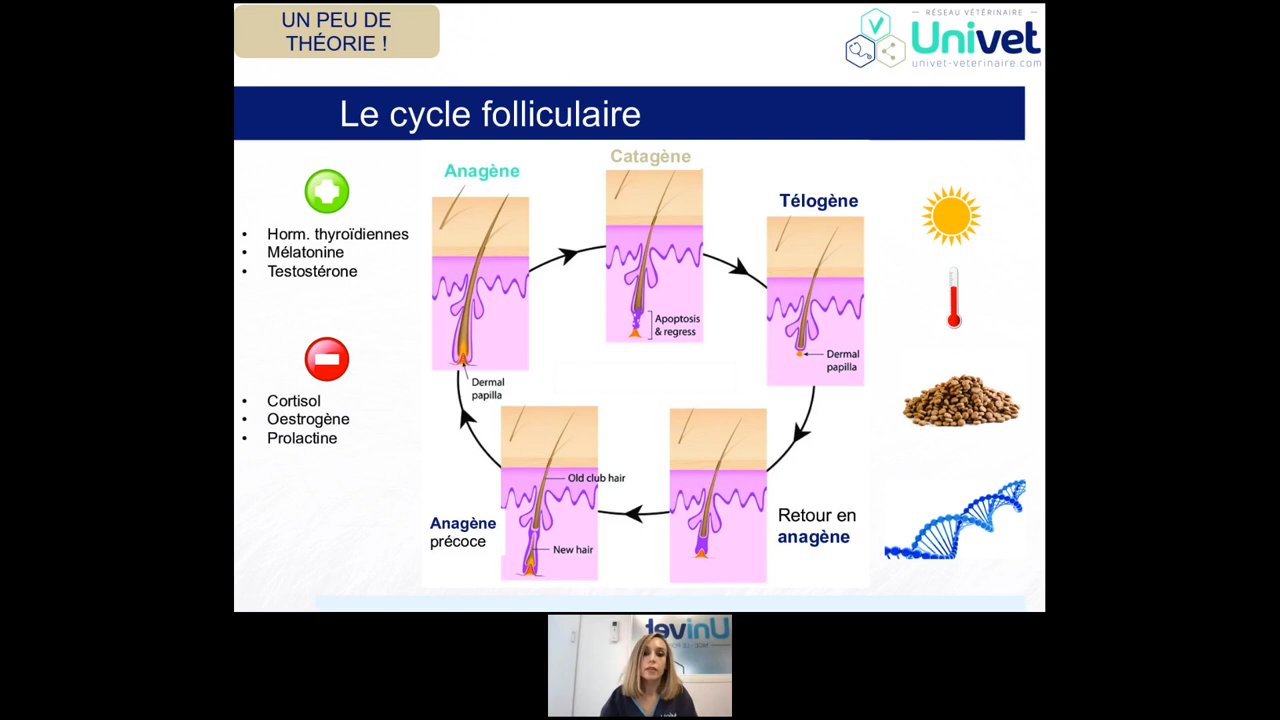 UN PEU DE
THÉORIE !
RÉSEAU VÉTÉRINAIRE
Univet
univet-veterinaire.com
Le cycle folliculaire
Anagène
Catagène
Télogène
• Horm. thyroïdiennes
• Mélatonine
• Testostérone
Apoptosis
& regress
Dermal
papilla
Dermal
papilla
• Cortisol
• Oestrogène
• Prolactine
Old club hair
Anagène
précoce
New hair
Retour en
anagène
Univet